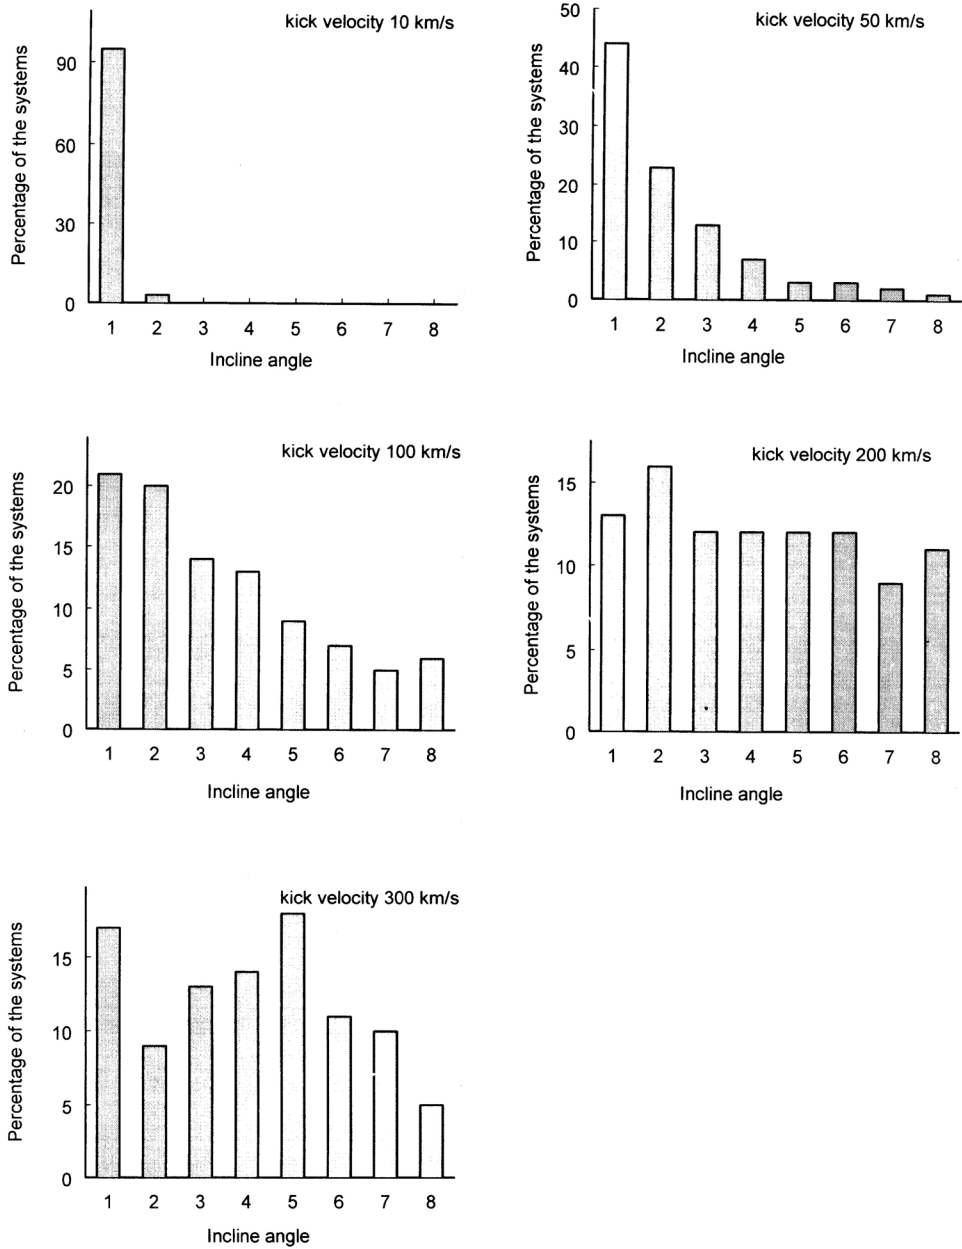 kick velocity 10 km/s
Percentage of the systems
90
60
30
0
1 2 3 4 5 6 7 8
Incline angle
kick velocity 50 km/s
Percentage of the systems
50
40
30
20
10
0
1 2 3 4 5 6 7 8
Incline angle
kick velocity 100 km/s
Percentage of the systems
20
15
10
5
0
1 2 3 4 5 6 7 8
Incline angle
kick velocity 200 km/s
Percentage of the systems
15
10
5
0
1 2 3 4 5 6 7 8
Incline angle
kick velocity 300 km/s
Percentage of the systems
15
10
5
0
1 2 3 4 5 6 7 8
Incline angle